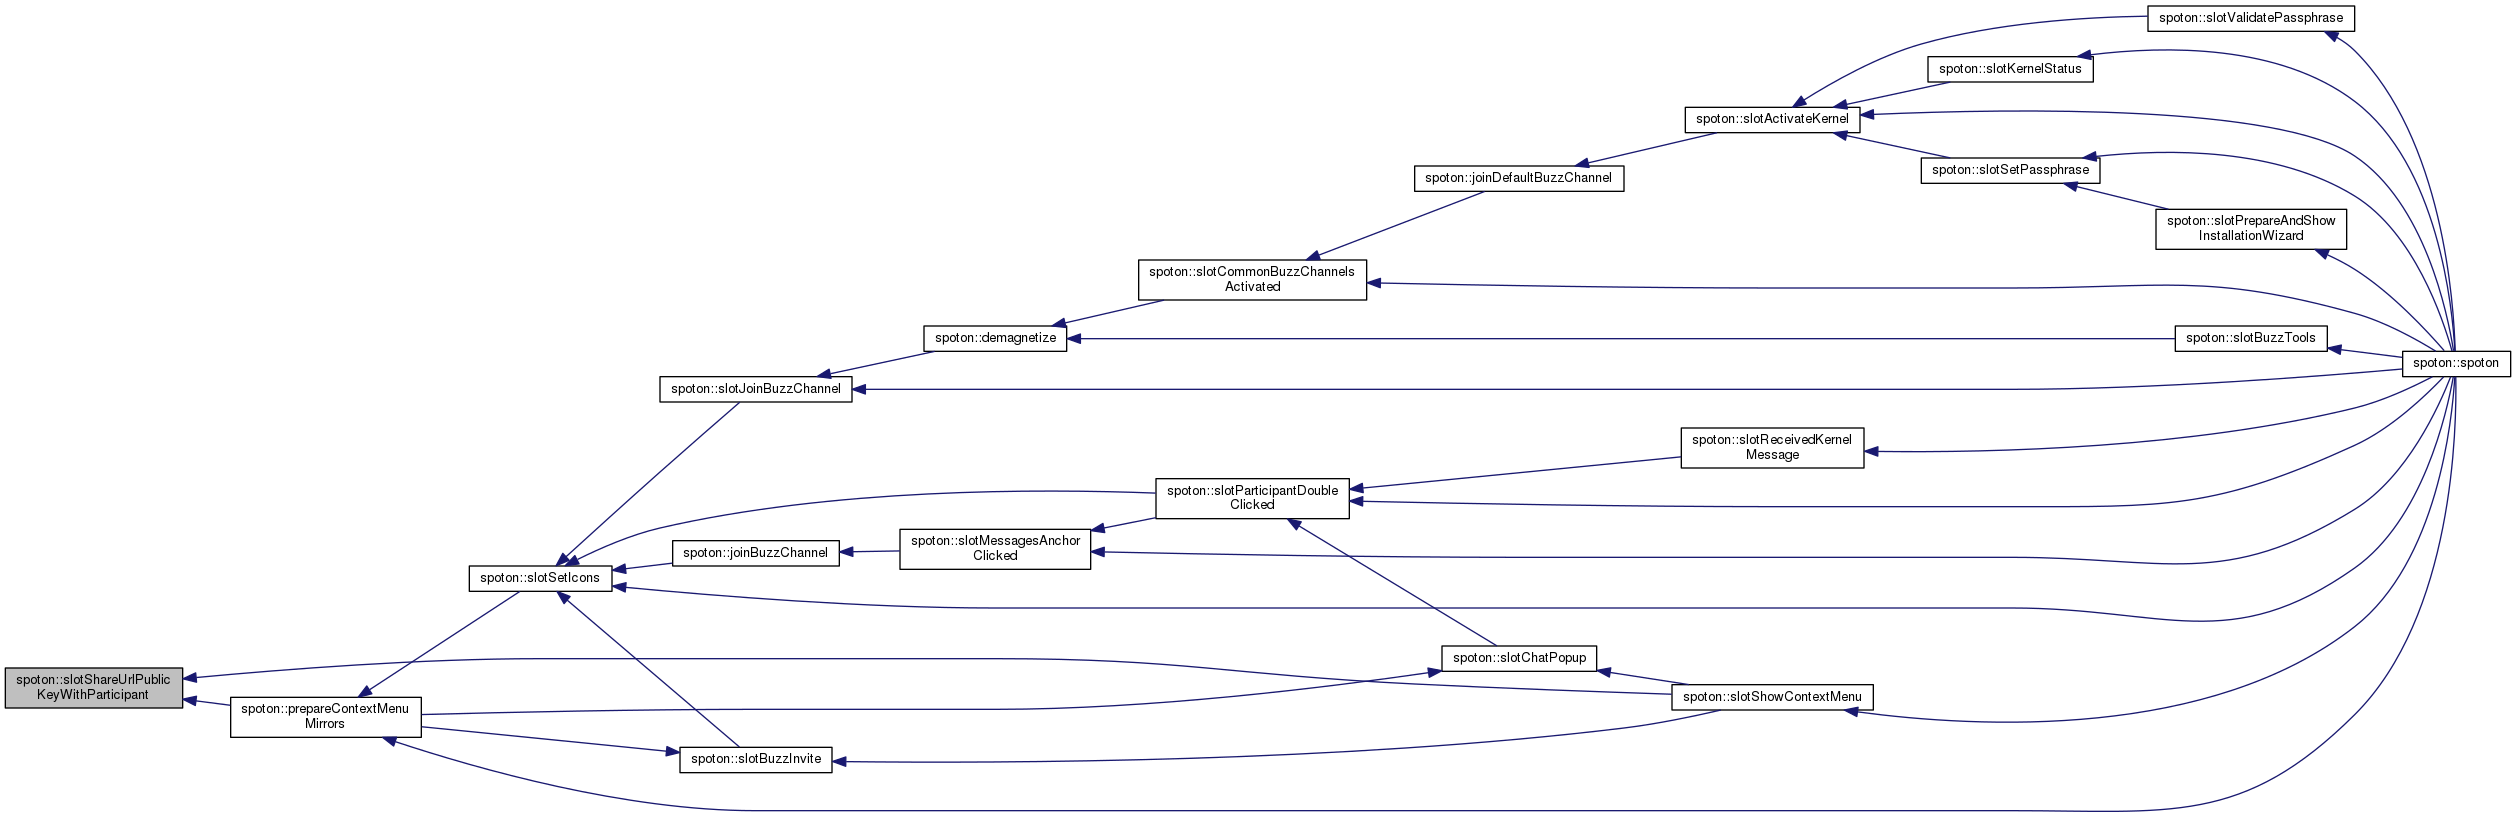 spoton::slotValidatePassphrase
spoton::slotKernelStatus
spoton::slotActivateKernel
spoton::slotSetPassphrase
spoton::joinDefaultBuzzChannel
spoton::slotPrepareAndShow
InstallationWizard
spoton::slotCommonBuzzChannels
Activated
spoton::demagnetize
spoton::slotBuzzTools
spoton::spoton
spoton::slotJoinBuzzChannel
spoton::slotReceivedKernel
Message
spoton::slotParticipantDouble
Clicked
spoton::slotMessagesAnchor
Clicked
spoton::joinBuzzChannel
spoton::slotSetIcons
spoton::slotChatPopup
spoton::slotShareUrlPublic
KeyWithParticipant
spoton::slotShowContextMenu
spoton::prepareContextMenu
Mirrors
spoton::slotBuzzInvite